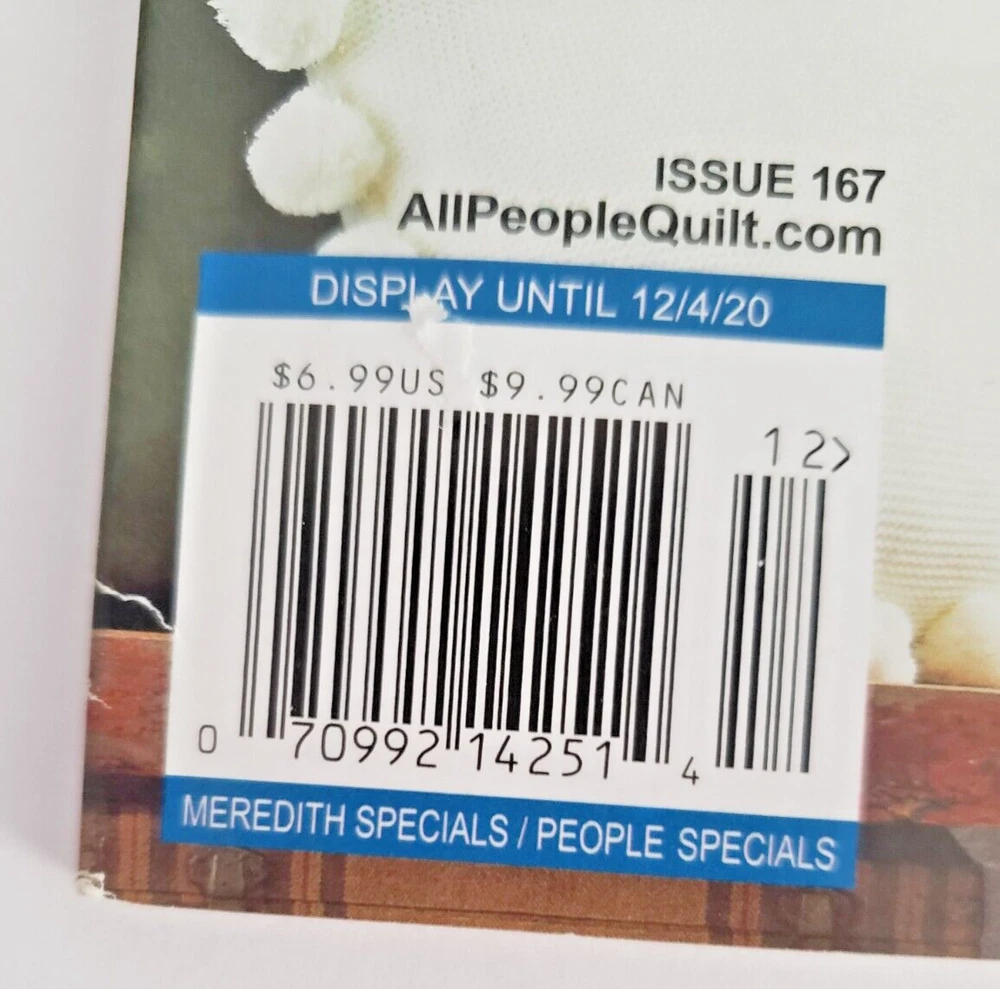 ISSUE 167
AllPeopleQuilt.com
DISPLAY UNTIL 12/4/20
$6.99US $9.99CAN
12>
0 70992 14251 4
MEREDITH SPECIALS / PEOPLE SPECIALS